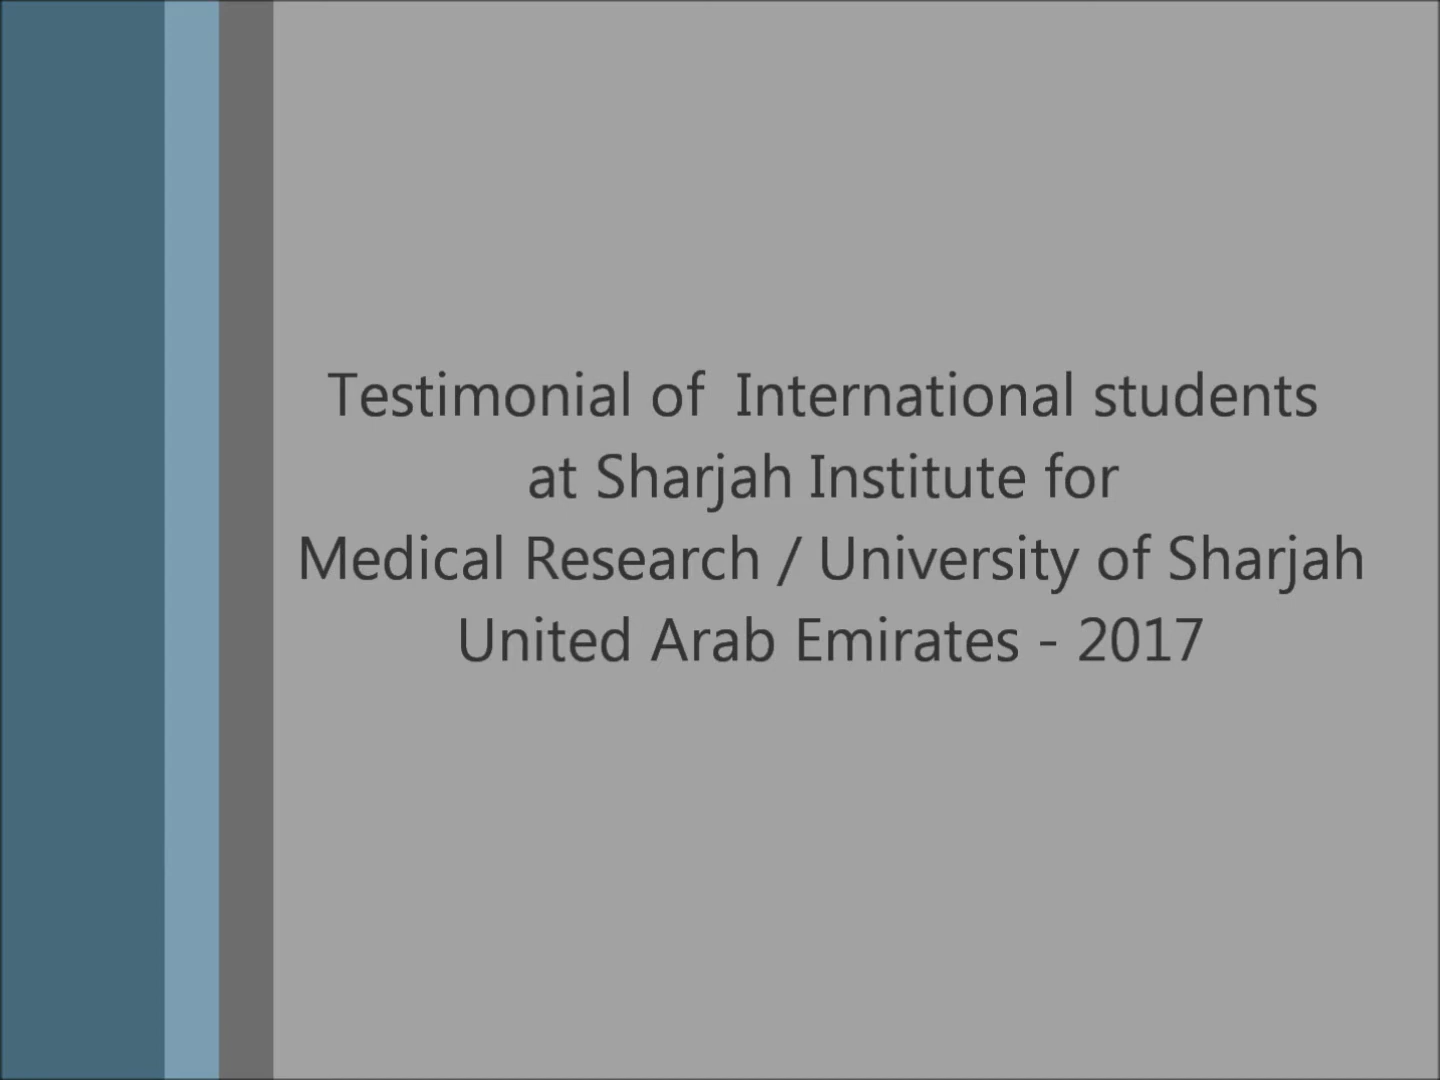 Testimonial of  International students
at Sharjah Institute for
Medical Research / University of Sharjah
United Arab Emirates - 2017